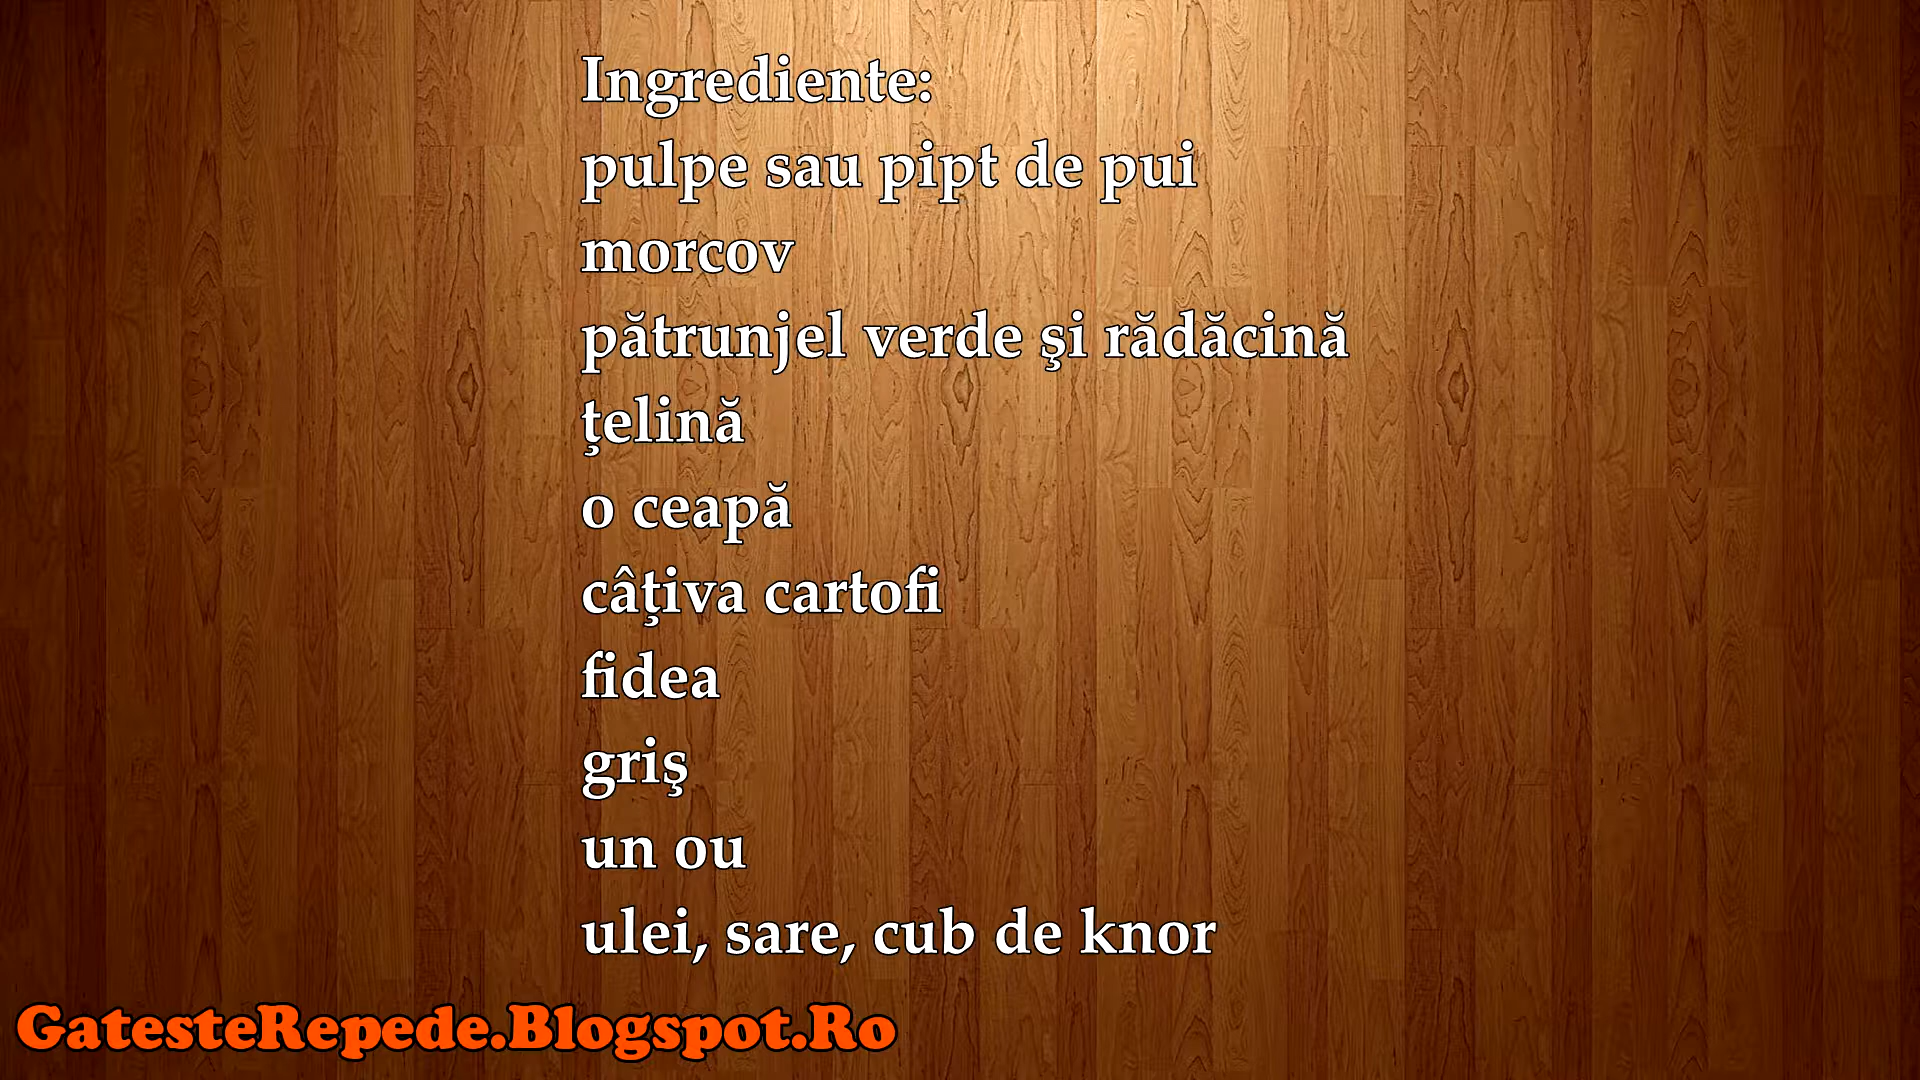 Ingrediente:
pulpe sau pipt de pui
morcov
pătrunjel verde şi rădăcină
ţelină
o ceapă
câţiva cartofi
fidea
griş
un ou
ulei, sare, cub de knor
GatesteRepede.Blogspot.Ro